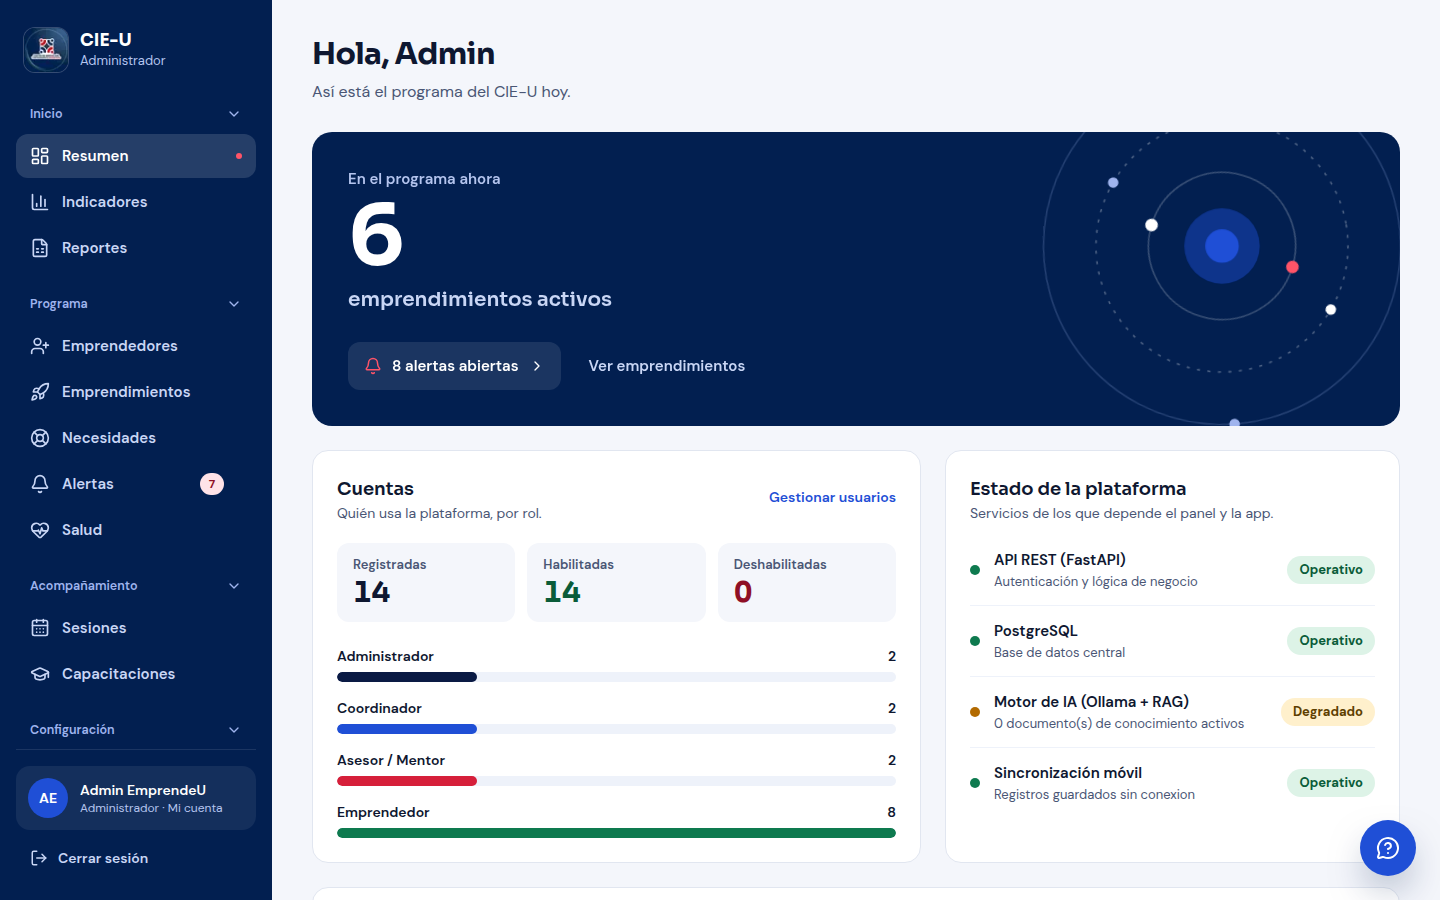 CIE-U
Administrador
Inicio
Resumen
Indicadores
Reportes
Programa
Emprendedores
Emprendimientos
Necesidades
Alertas 7
Salud
Acompañamiento
Sesiones
Capacitaciones
Configuración
AE
Admin EmprendeU
Administrador · Mi cuenta
Cerrar sesión
Hola, Admin
Así está el programa del CIE-U hoy.
En el programa ahora
6
emprendimientos activos
8 alertas abiertas
Ver emprendimientos
Cuentas
Quién usa la plataforma, por rol.
Gestionar usuarios
Registradas
14
Habilitadas
14
Deshabilitadas
0
Administrador 2
Coordinador 2
Asesor / Mentor 2
Emprendedor 8
Estado de la plataforma
Servicios de los que depende el panel y la app.
API REST (FastAPI)
Autenticación y lógica de negocio
Operativo
PostgreSQL
Base de datos central
Operativo
Motor de IA (Ollama + RAG)
0 documento(s) de conocimiento activos
Degradado
Sincronización móvil
Registros guardados sin conexion
Operativo